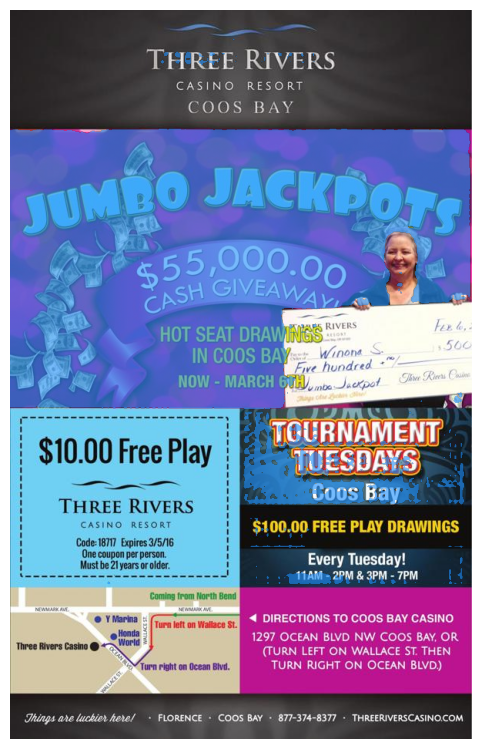 THREE RIVERS
CASINO RESORT
COOS BAY
JUMBO JACKPOTS
$55,000.00
CASH GIVEAWAY!
HOT SEAT DRAWINGS
IN COOS BAY
NOW - MARCH 6TH
RIVERS
FEB 6,
Winona S.
500
Five hundred
Jumbo Jackpot
Three Rivers Casino
$10.00 Free Play
THREE RIVERS
CASINO RESORT
Code: 18717 Expires 3/5/16
One coupon per person.
Must be 21 years or older.
TOURNAMENT
TUESDAYS
Coos Bay
$100.00 FREE PLAY DRAWINGS
Every Tuesday!
11AM - 2PM & 3PM - 7PM
Coming from North Bend
NEWMARK AVE.
NEWMARK AVE.
Y Marina
Turn left on Wallace St.
Honda
World
WALLACE ST.
Three Rivers Casino
OCEAN BLVD.
Turn right on Ocean Blvd.
WALLACE ST.
DIRECTIONS TO COOS BAY CASINO
1297 OCEAN BLVD NW COOS BAY, OR
(TURN LEFT ON WALLACE ST. THEN
TURN RIGHT ON OCEAN BLVD.)
Things are luckier here! · FLORENCE · COOS BAY · 877-374-8377 · THREERIVERSCASINO.COM